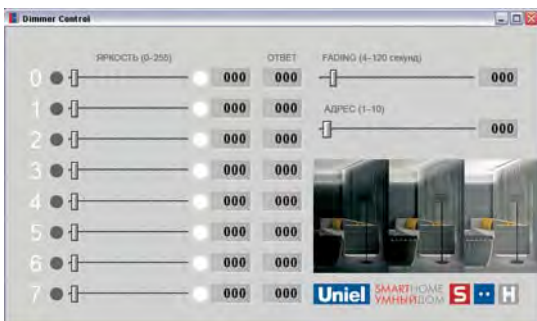 Dimmer Control
ЯРКОСТЬ (0-255) ОТВЕТ FADING (4-120 секунд)
0 000 000 000
АДРЕС (1-10)
1 000 000 000
2 000 000
3 000 000
4 000 000
5 000 000
6 000 000
7 000 000
Uniel SMARTHOME УМНЫЙДОМ S H